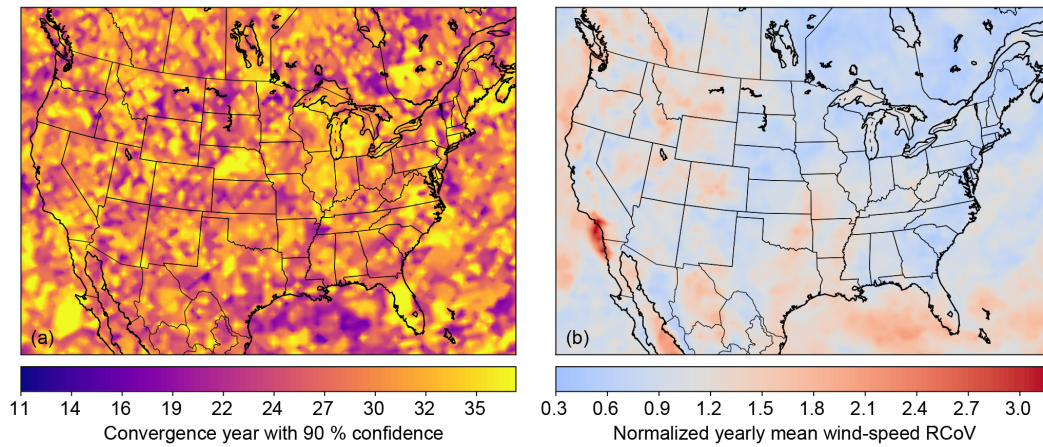 (a)
(b)
11 14 16 19 22 24 27 30 32 35
0.3 0.6 0.9 1.2 1.5 1.8 2.1 2.4 2.7 3.0
Convergence year with 90 % confidence
Normalized yearly mean wind-speed RCoV